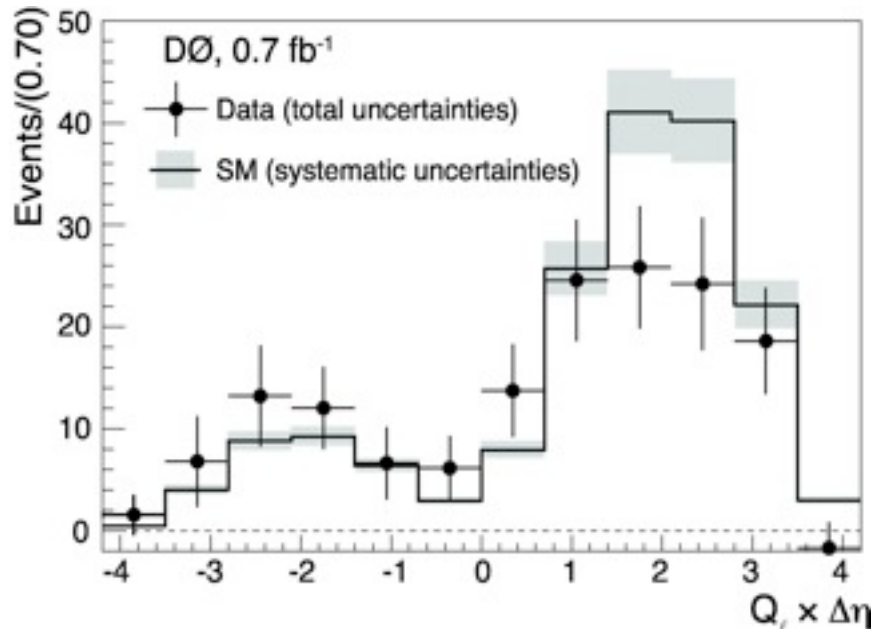 50
40
30
20
10
0
Events/(0.70)
DØ, 0.7 fb⁻¹
Data (total uncertainties)
SM (systematic uncertainties)
-4 -3 -2 -1 0 1 2 3 4
Qℓ × Δη